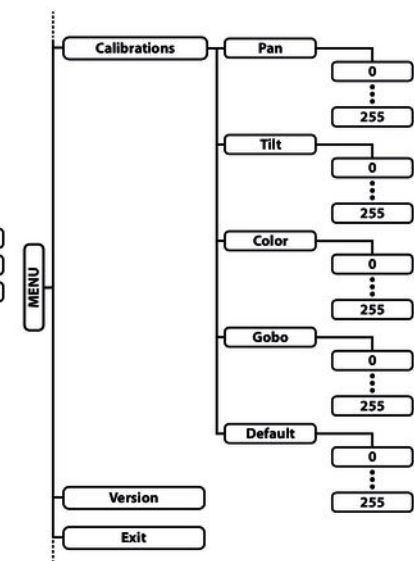 Calibrations
Pan
0
255
Tilt
0
255
Color
0
255
MENU
Gobo
0
255
Default
0
255
Version
Exit